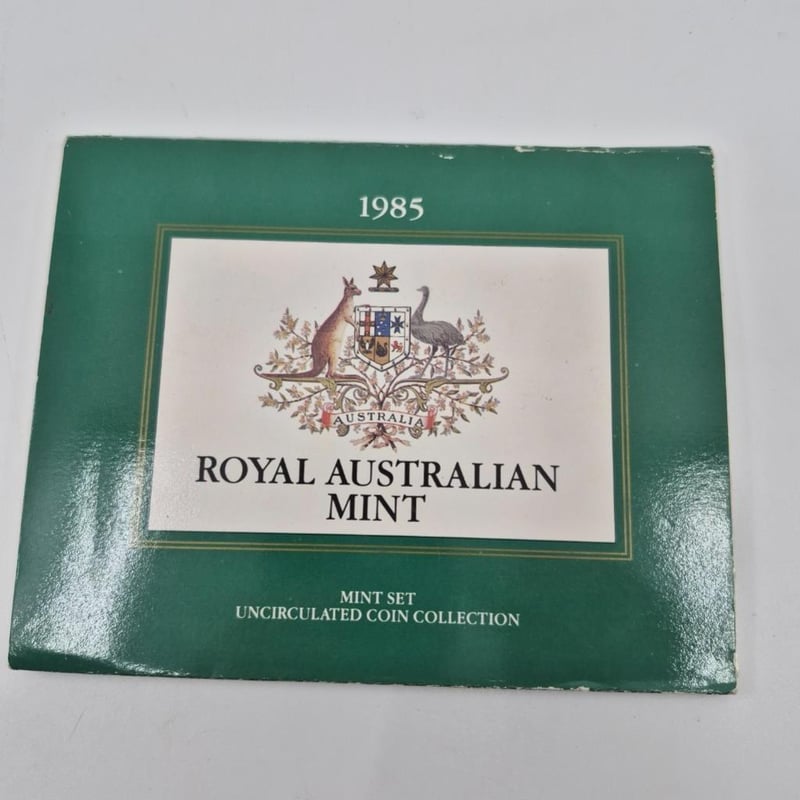 1985
AUSTRALIA
ROYAL AUSTRALIAN
MINT
MINT SET
UNCIRCULATED COIN COLLECTION